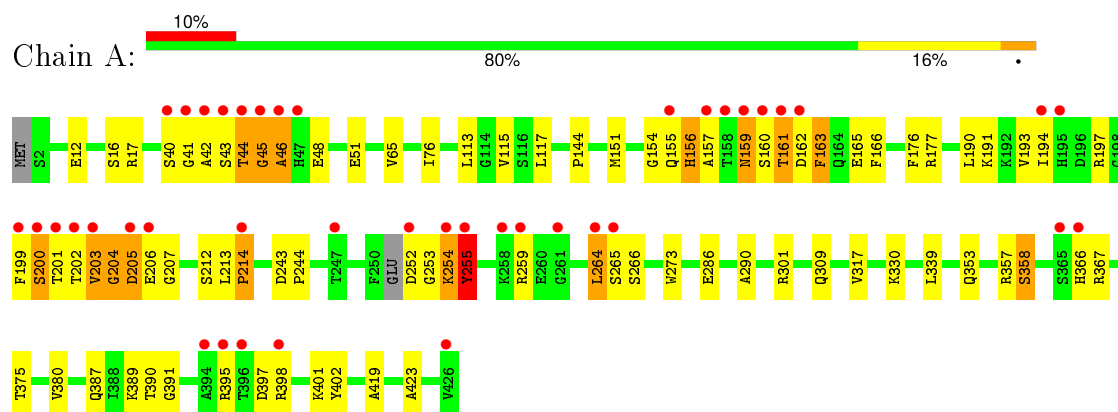 10%
Chain A:
80% 16% •
MET S2 E12 S16 R17 S40 G41 A42 S43 T44 G45 A46 H47 E48 E51 V65 I76 L113 G114 V115 S116 L117 P144 M151 G154 Q155 H156 A157 T158 N159 S160 T161 D162 F163 Q164 E165 F166 F176 R177 L190 K191 K192 V193 I194 H195 D196 R197 G198
F199 S200 T201 T202 V203 G204 D205 E206 G207 S212 L213 P214 D243 P244 T247 F250 GLU D252 G253 K254 Y255 K258 R259 E260 G261 L264 S265 S266 W273 E286 A290 R301 Q309 V317 K330 L339 Q353 R357 S358 S365 H366 R367
T375 V380 Q387 I388 K389 T390 G391 A394 R395 T396 D397 R398 K401 Y402 A419 A423 V426